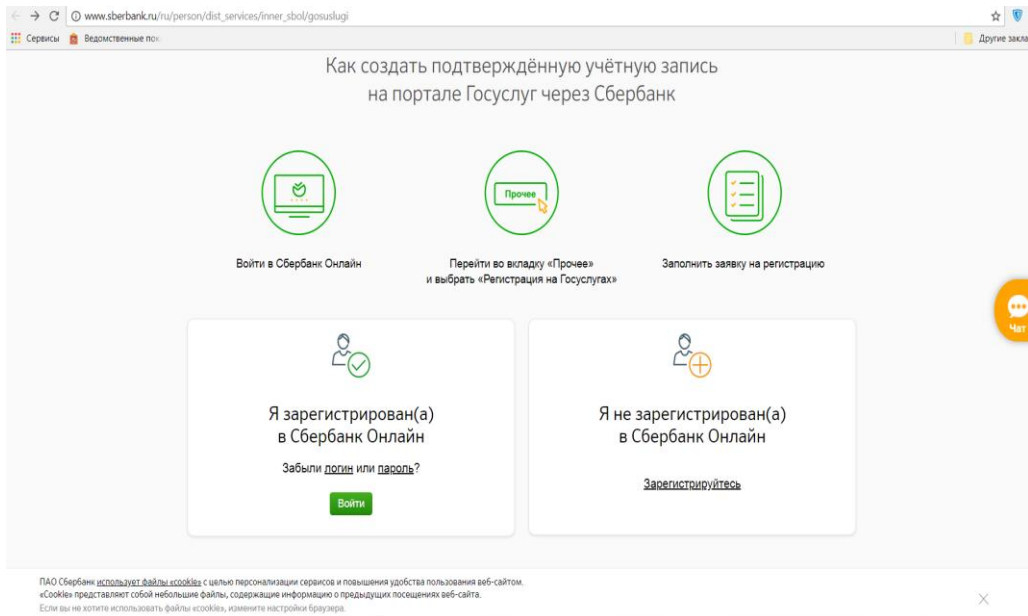 www.sberbank.ru/ru/person/dist_services/inner_sbol/gosuslugi
Сервисы Ведомственные пох Другие закла
Как создать подтверждённую учётную запись
на портале Госуслуг через Сбербанк
Прочее
Войти в Сбербанк Онлайн
Перейти во вкладку «Прочее»
и выбрать «Регистрация на Госуслугах»
Заполнить заявку на регистрацию
Чат
Я зарегистрирован(а)
в Сбербанк Онлайн
Забыли логин или пароль?
Войти
Я не зарегистрирован(а)
в Сбербанк Онлайн
Зарегистрируйтесь
ПАО Сбербанк использует файлы «cookie» с целью персонализации сервисов и повышения удобства пользования веб-сайтом.
«Cookie» представляют собой небольшие файлы, содержащие информацию о предыдущих посещениях веб-сайта.
Если вы не хотите использовать файлы «cookie», измените настройки браузера.